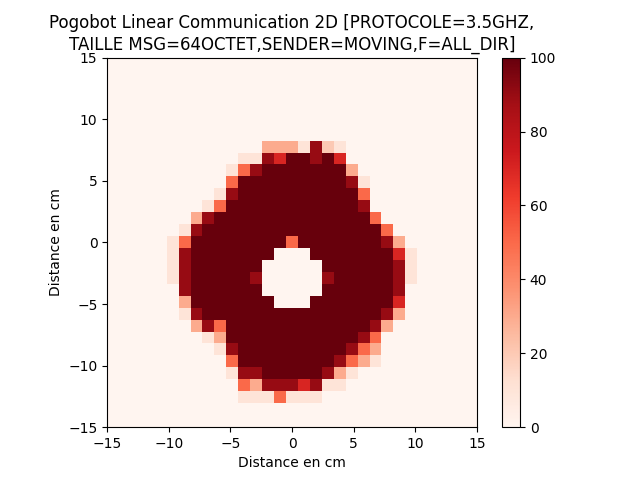 Pogobot Linear Communication 2D [PROTOCOLE=3.5GHZ,
TAILLE MSG=64OCTET,SENDER=MOVING,F=ALL_DIR]
15
10
5
0
−5
−10
−15
−15 −10 −5 0 5 10 15
Distance en cm
Distance en cm
100
80
60
40
20
0